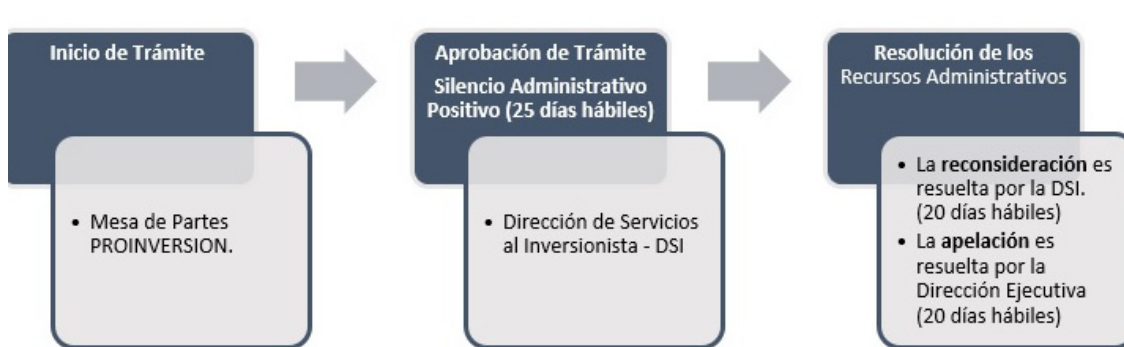 Inicio de Trámite
• Mesa de Partes
PROINVERSION.
Aprobación de Trámite
Silencio Administrativo
Positivo (25 días hábiles)
• Dirección de Servicios
al Inversionista - DSI
Resolución de los
Recursos Administrativos
• La reconsideración es
resuelta por la DSI.
(20 días hábiles)
• La apelación es
resuelta por la
Dirección Ejecutiva
(20 días hábiles)